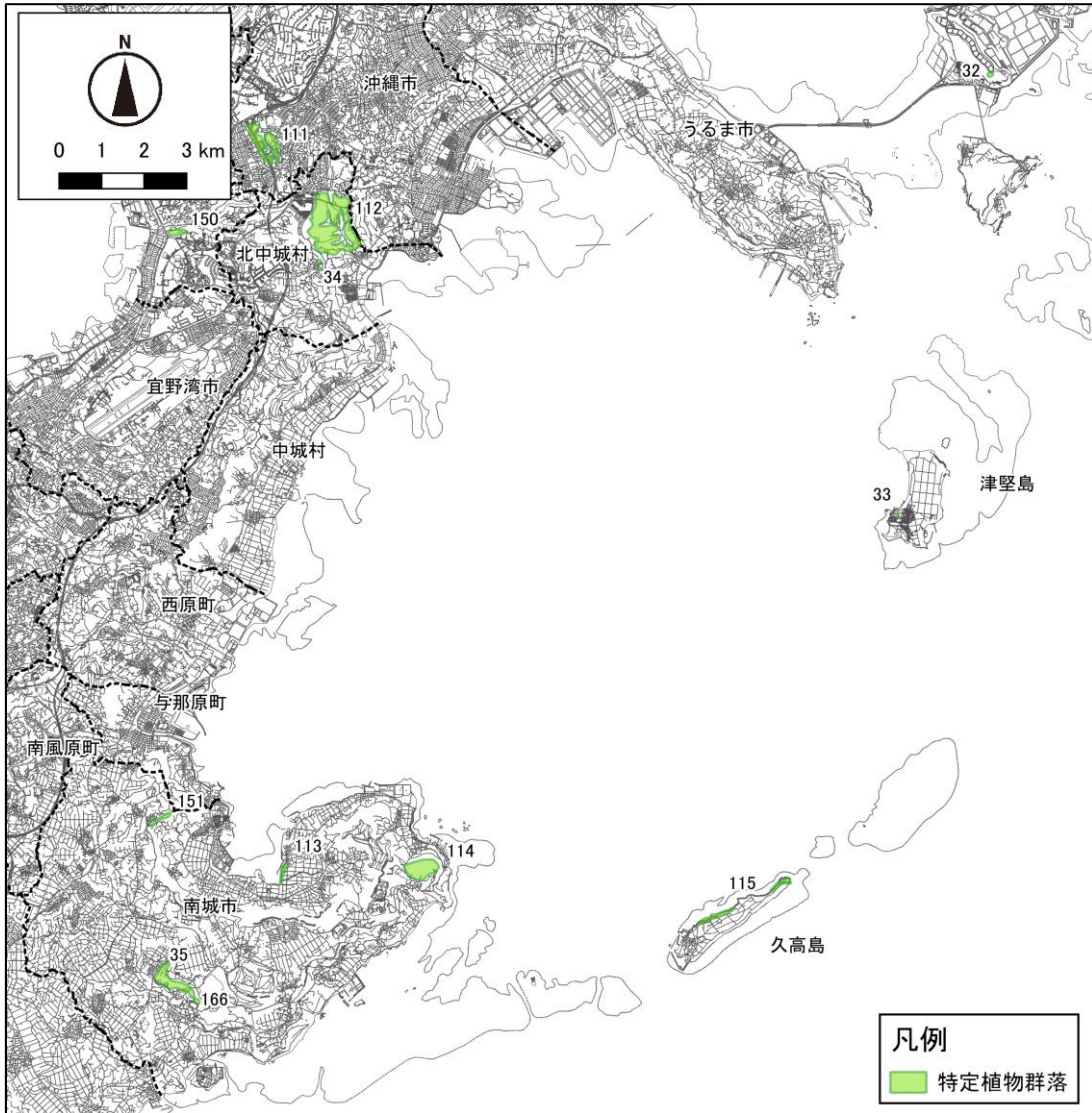 N
0 1 2 3 km
沖縄市
32
うるま市
111
112
150
北中城村
34
宜野湾市
中城村
33
津堅島
西原町
与那原町
南風原町
151
113
114
南城市
115
久高島
35
166
凡例
特定植物群落